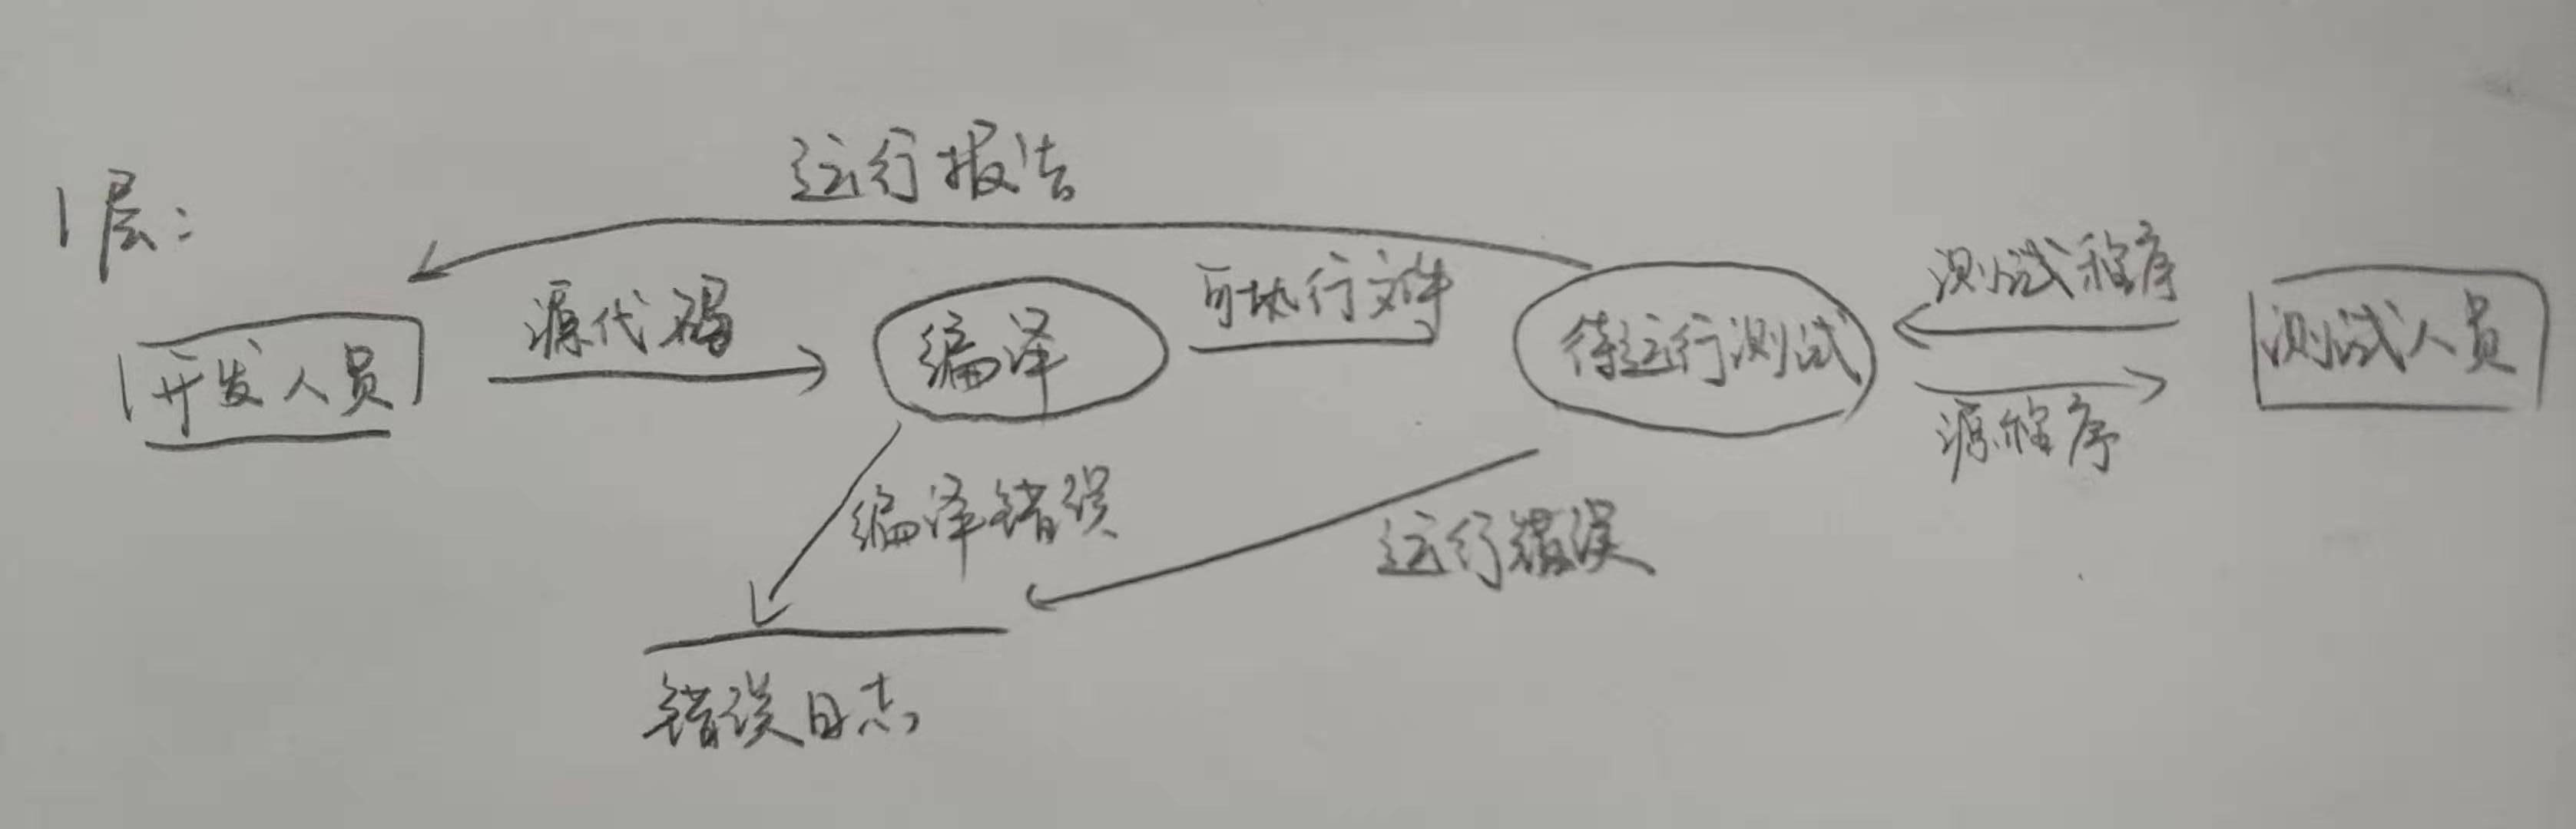 运行报告
1层:
源代码
可执行文件
测试程序
开发人员
编译
待运行测试
测试人员
源程序
编译错误
运行错误
错误日志